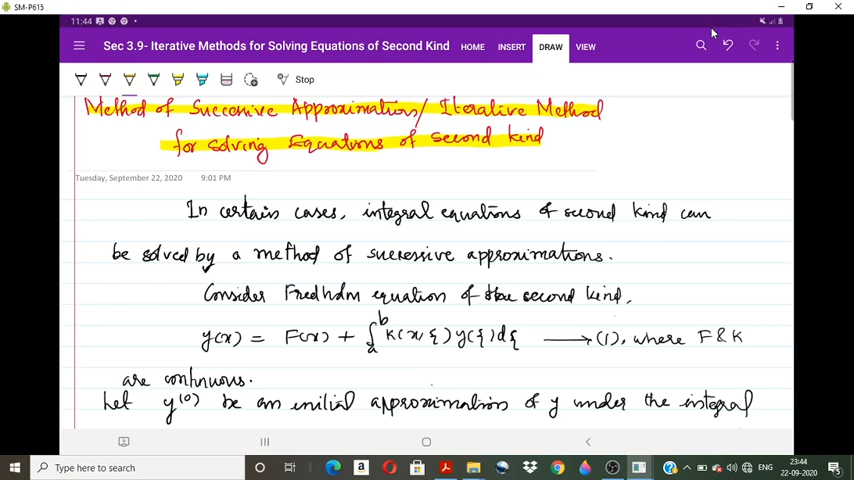 SM-P615
11:44
Sec 3.9- Iterative Methods for Solving Equations of Second Kind HOME INSERT DRAW VIEW
Stop
Method of Successive Approximation/ Iterative Method
for solving Equations of second kind
Tuesday, September 22, 2020 9:01 PM
In certain cases, integral equations of second kind can
be solved by a method of successive approximations.
Consider Fredholm equation of the second kind,
y(x) = F(x) + ∫_a^b K(x,ξ) y(ξ) dξ ⟶ (1), where F & K
are continuous.
Let y^(0) be an initial approximation of y under the integral
Type here to search
ENG
23:44
22-09-2020
5